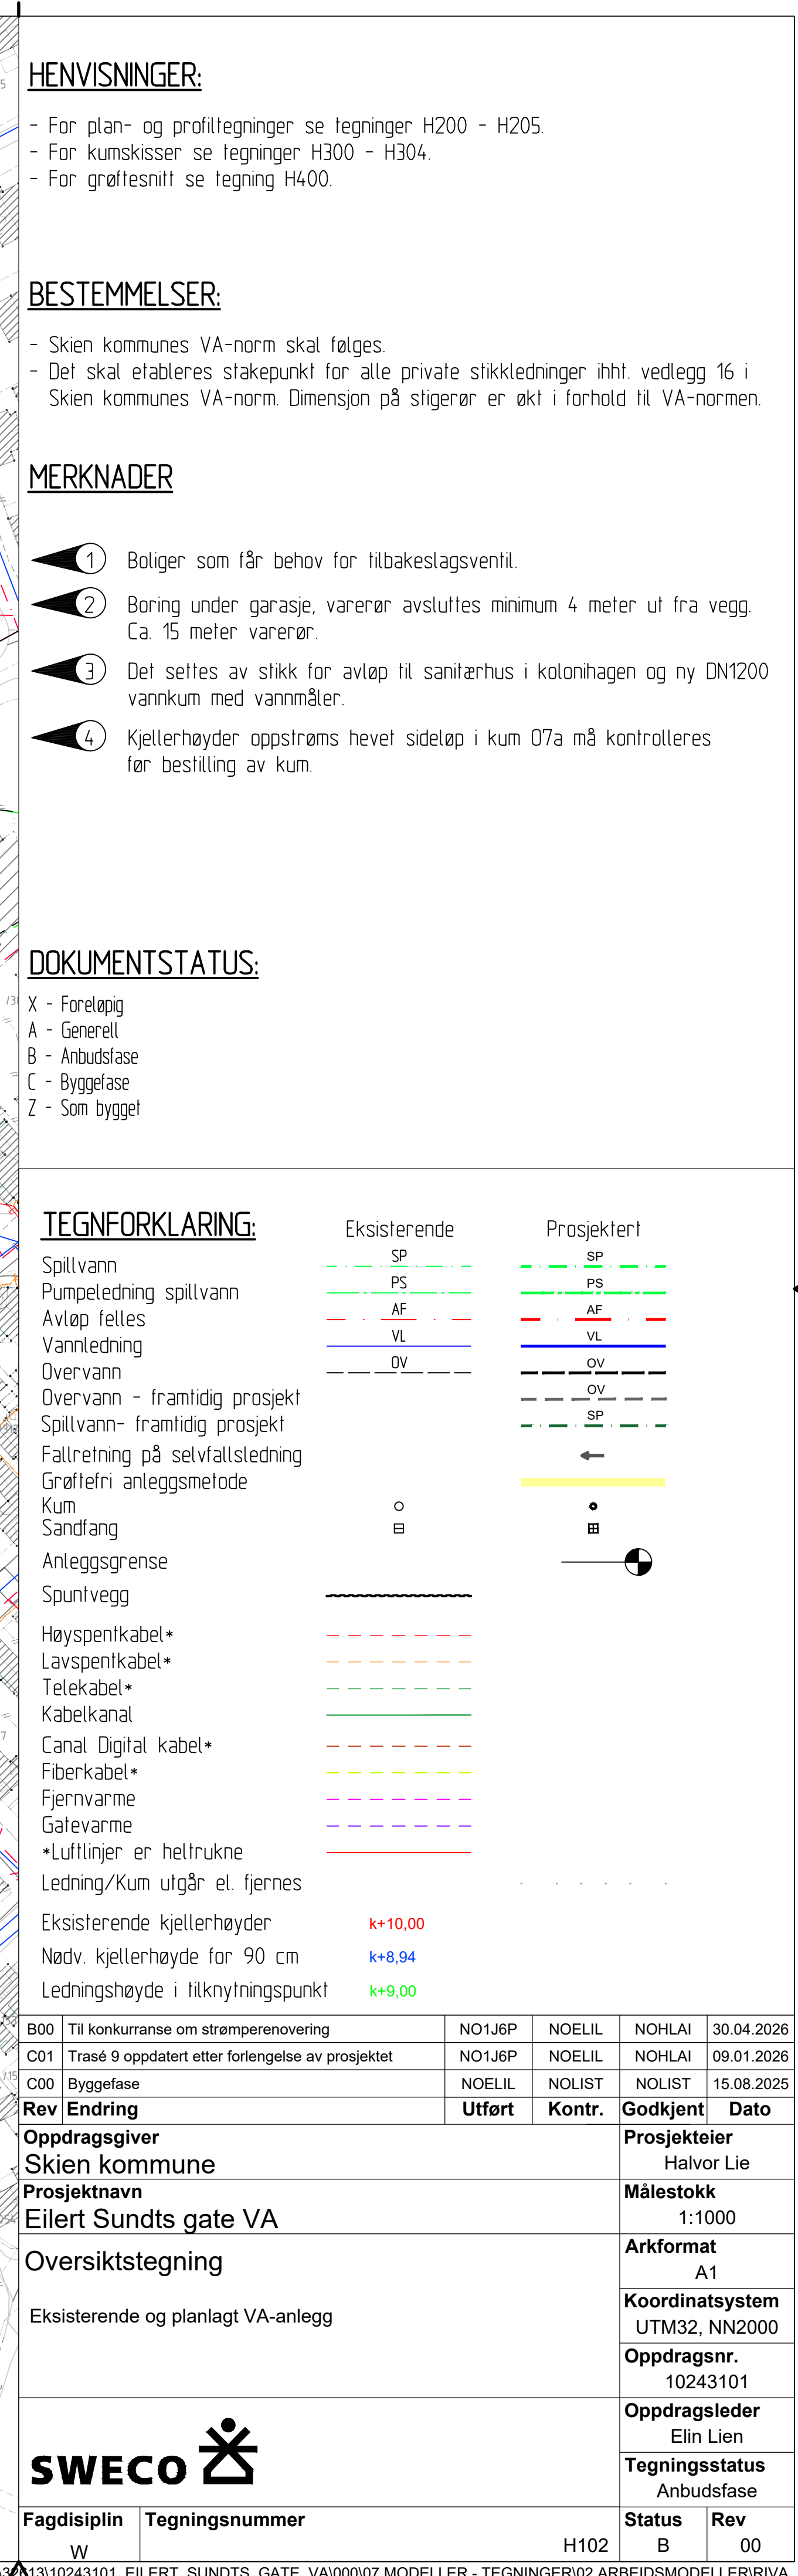 HENVISNINGER:
- For plan- og profiltegninger se tegninger H200 - H205.
- For kumskisser se tegninger H300 - H304.
- For grøftesnitt se tegning H400.
BESTEMMELSER:
- Skien kommunes VA-norm skal følges.
- Det skal etableres stakepunkt for alle private stikkledninger ihht. vedlegg 16 i
Skien kommunes VA-norm. Dimensjon på stigerør er økt i forhold til VA-normen.
MERKNADER
1 Boliger som får behov for tilbakeslagsventil.
2 Boring under garasje, varerør avsluttes minimum 4 meter ut fra vegg.
Ca. 15 meter varerør.
3 Det settes av stikk for avløp til sanitærhus i kolonihagen og ny DN1200
vannkum med vannmåler.
4 Kjellerhøyder oppstrøms hevet sideløp i kum 07a må kontrolleres
før bestilling av kum.
DOKUMENTSTATUS:
X - Foreløpig
A - Generell
B - Anbudsfase
C - Byggefase
Z - Som bygget
TEGNFORKLARING: Eksisterende Prosjektert
Spillvann SP SP
Pumpeledning spillvann PS PS
Avløp felles AF AF
Vannledning VL VL
Overvann OV OV
Overvann - framtidig prosjekt OV
Spillvann- framtidig prosjekt SP
Fallretning på selvfallsledning
Grøftefri anleggsmetode
Kum
Sandfang
Anleggsgrense
Spuntvegg
Høyspentkabel*
Lavspentkabel*
Telekabel*
Kabelkanal
Canal Digital kabel*
Fiberkabel*
Fjernvarme
Gatevarme
*Luftlinjer er heltrukne
Ledning/Kum utgår el. fjernes
Eksisterende kjellerhøyder k+10,00
Nødv. kjellerhøyde for 90 cm k+8,94
Ledningshøyde i tilknytningspunkt k+9,00
B00 Til konkurranse om strømperenovering NO1J6P NOELIL NOHLAI 30.04.2026
C01 Trasé 9 oppdatert etter forlengelse av prosjektet NO1J6P NOELIL NOHLAI 09.01.2026
C00 Byggefase NOELIL NOLIST NOLIST 15.08.2025
Rev Endring Utført Kontr. Godkjent Dato
Oppdragsgiver
Skien kommune
Prosjekteier
Halvor Lie
Prosjektnavn
Eilert Sundts gate VA
Målestokk
1:1000
Oversiktstegning
Eksisterende og planlagt VA-anlegg
Arkformat
A1
Koordinatsystem
UTM32, NN2000
Oppdragsnr.
10243101
Oppdragsleder
Elin Lien
SWECO
Tegningsstatus
Anbudsfase
Fagdisiplin Tegningsnummer Status Rev
W H102 B 00
\10243101_EILERT_SUNDTS_GATE_VA\000\07 MODELLER - TEGNINGER\02 ARBEIDSMODELLER\RIVA